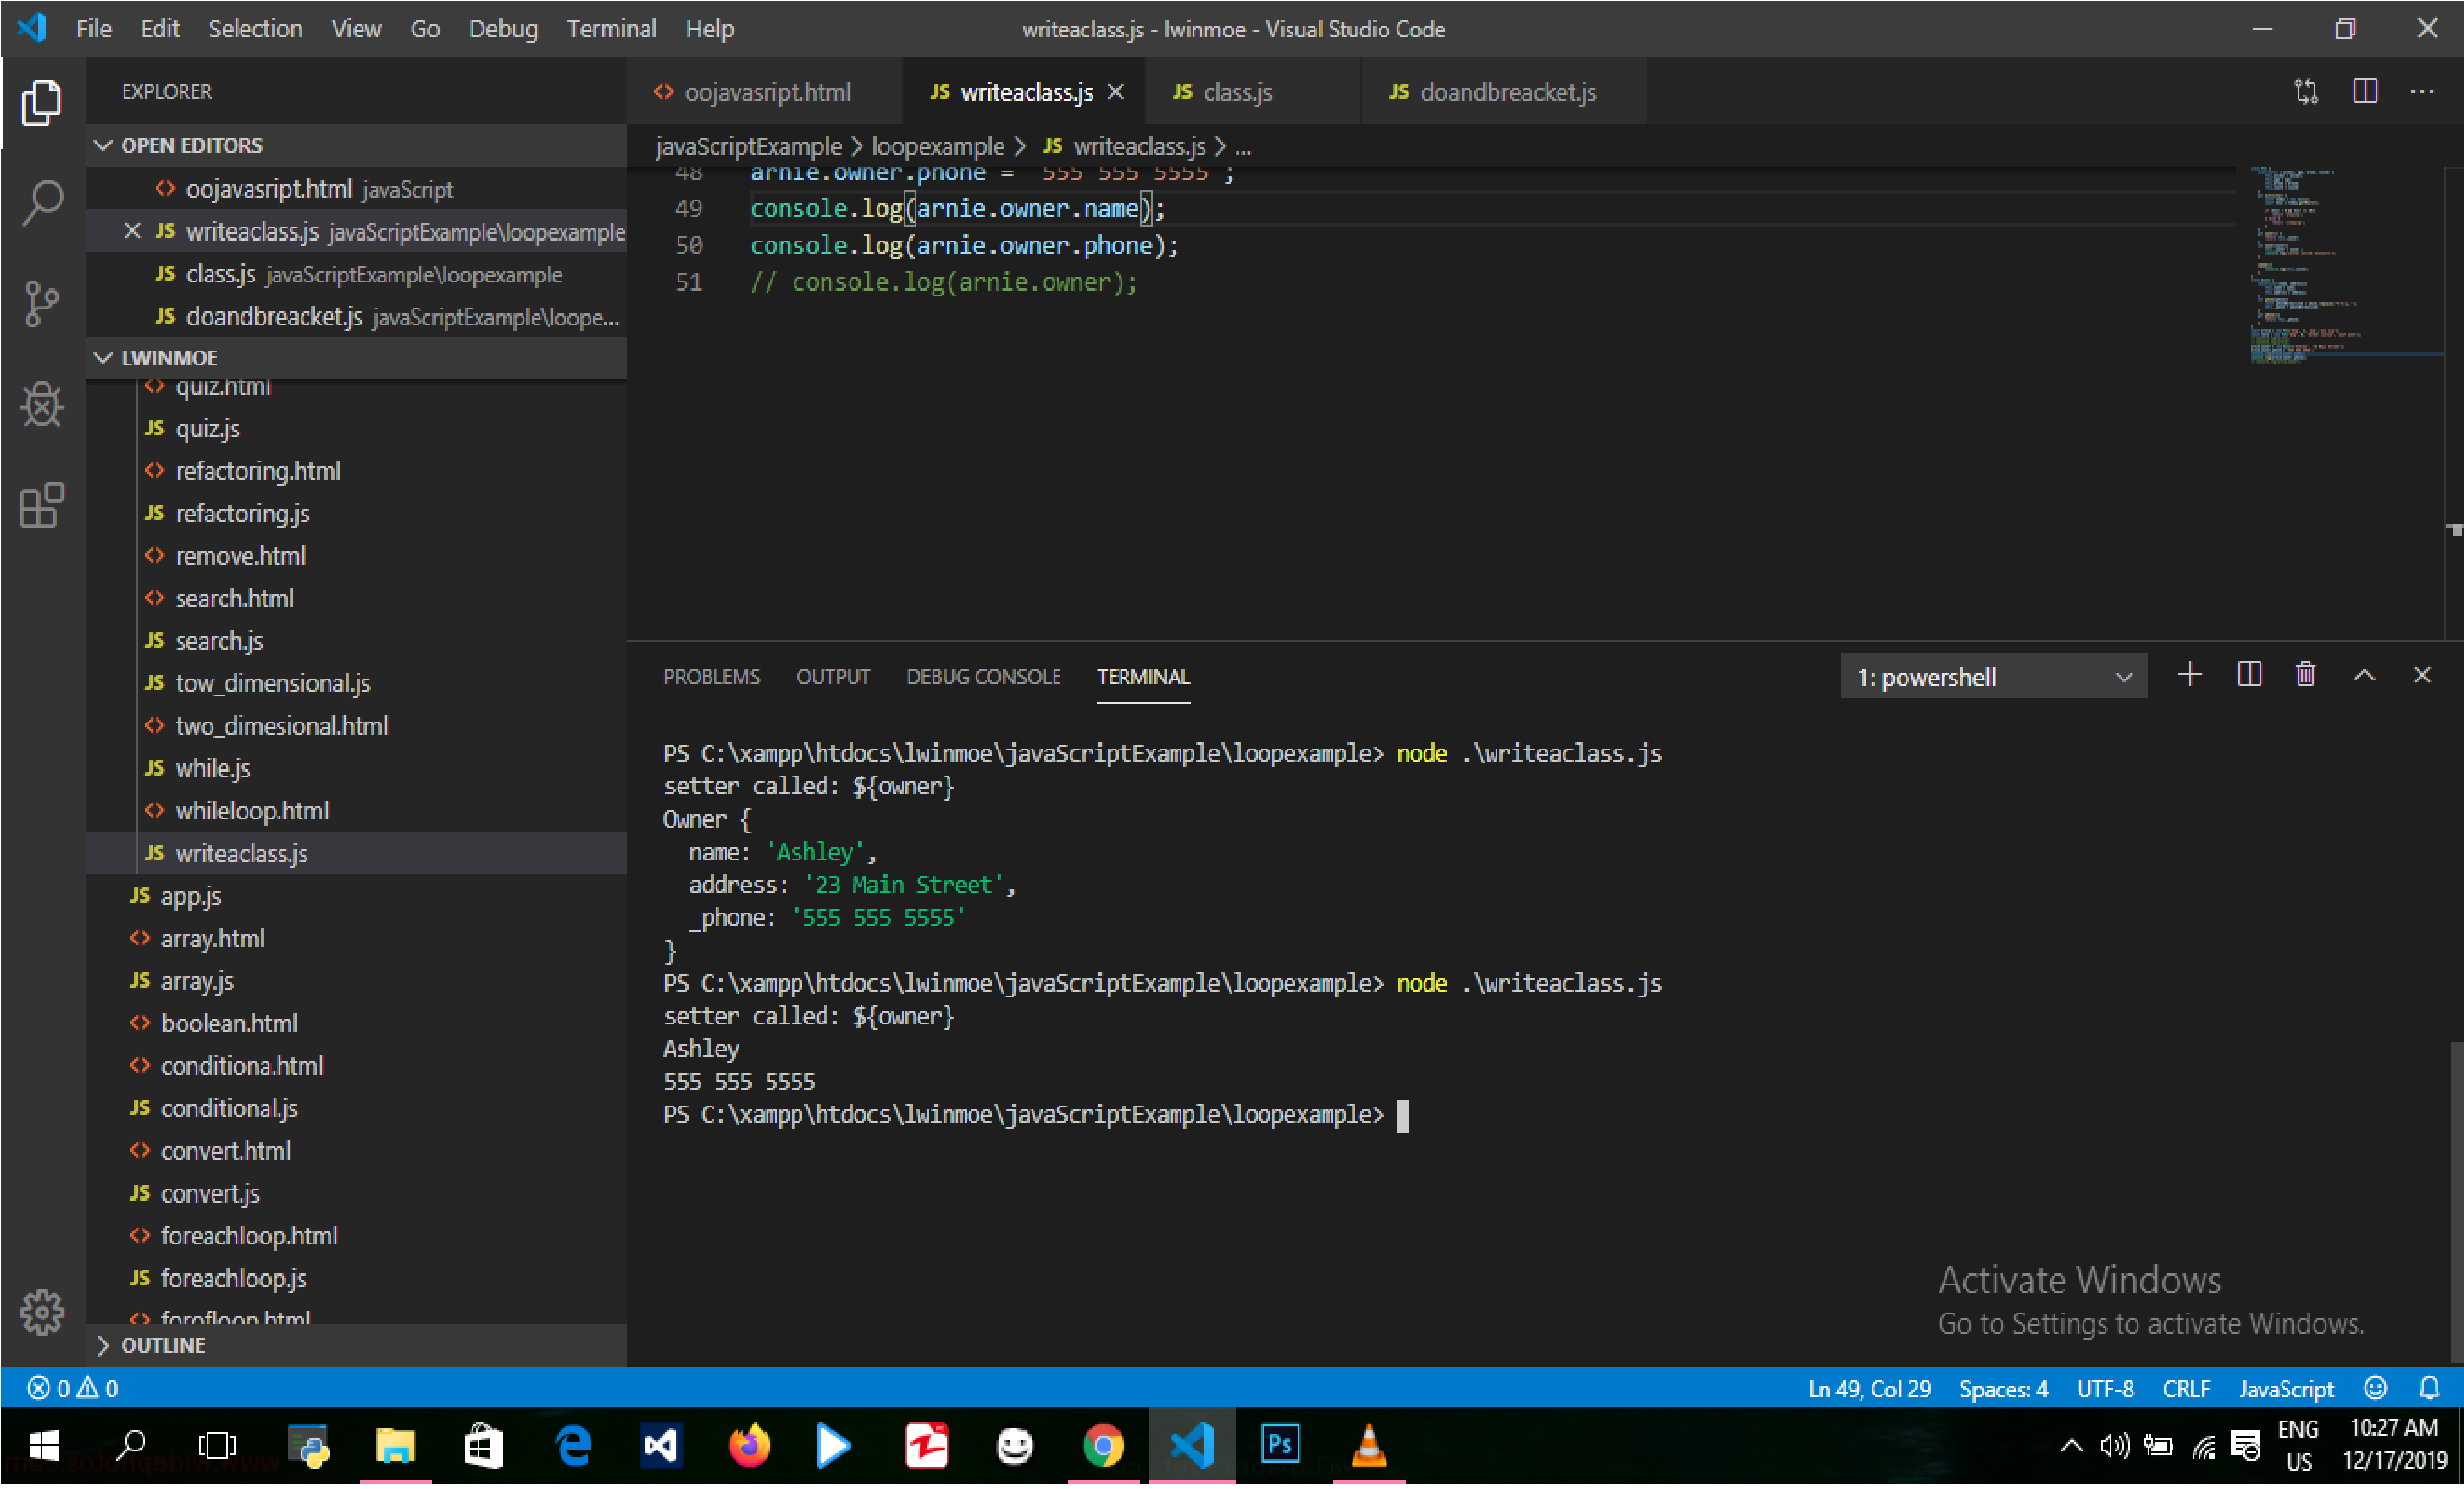 File Edit Selection View Go Debug Terminal Help
writeaclass.js - lwinmoe - Visual Studio Code
EXPLORER
OPEN EDITORS
oojavasript.html javaScript
writeaclass.js javaScriptExample\loopexample
class.js javaScriptExample\loopexample
doandbreacket.js javaScriptExample\loope...
LWINMOE
quiz.html
quiz.js
refactoring.html
refactoring.js
remove.html
search.html
search.js
tow_dimensional.js
two_dimesional.html
while.js
whileloop.html
writeaclass.js
app.js
array.html
array.js
boolean.html
conditiona.html
conditional.js
convert.html
convert.js
foreachloop.html
foreachloop.js
forofloop.html
OUTLINE
oojavasript.html writeaclass.js class.js doandbreacket.js
javaScriptExample > loopexample > JS writeaclass.js > ...
48 arnie.owner.phone = '555 555 5555';
49 console.log(arnie.owner.name);
50 console.log(arnie.owner.phone);
51 // console.log(arnie.owner);
PROBLEMS OUTPUT DEBUG CONSOLE TERMINAL
1: powershell
PS C:\xampp\htdocs\lwinmoe\javaScriptExample\loopexample> node .\writeaclass.js
setter called: ${owner}
Owner {
name: 'Ashley',
address: '23 Main Street',
_phone: '555 555 5555'
}
PS C:\xampp\htdocs\lwinmoe\javaScriptExample\loopexample> node .\writeaclass.js
setter called: ${owner}
Ashley
555 555 5555
PS C:\xampp\htdocs\lwinmoe\javaScriptExample\loopexample>
Activate Windows
Go to Settings to activate Windows.
0 0
Ln 49, Col 29 Spaces: 4 UTF-8 CRLF JavaScript
Ps
ENG
US
10:27 AM
12/17/2019